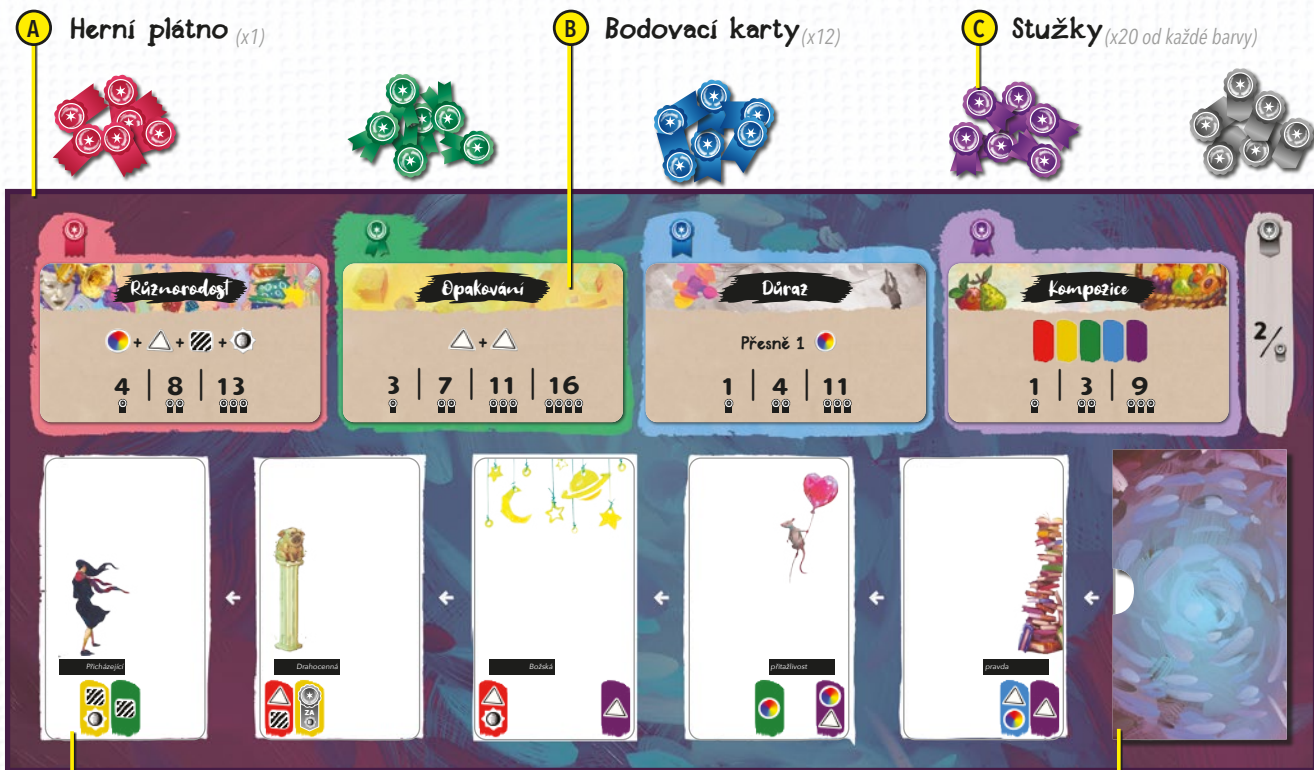 A Herní plátno (x1)
B Bodovací karty (x12)
C Stužky (x20 od každé barvy)
Různorodost
+ + +
4 | 8 | 13
Opakování
+
3 | 7 | 11 | 16
Důraz
Přesně 1
1 | 4 | 11
Kompozice
1 | 3 | 9
2/
Přicházející
Drahocenná
ZA
Božská
přitažlivost
pravda